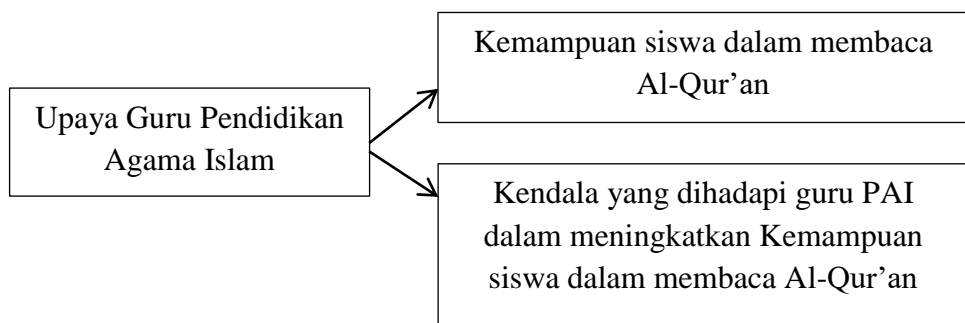 Upaya Guru Pendidikan
Agama Islam
Kemampuan siswa dalam membaca
Al-Qur’an
Kendala yang dihadapi guru PAI
dalam meningkatkan Kemampuan
siswa dalam membaca Al-Qur’an